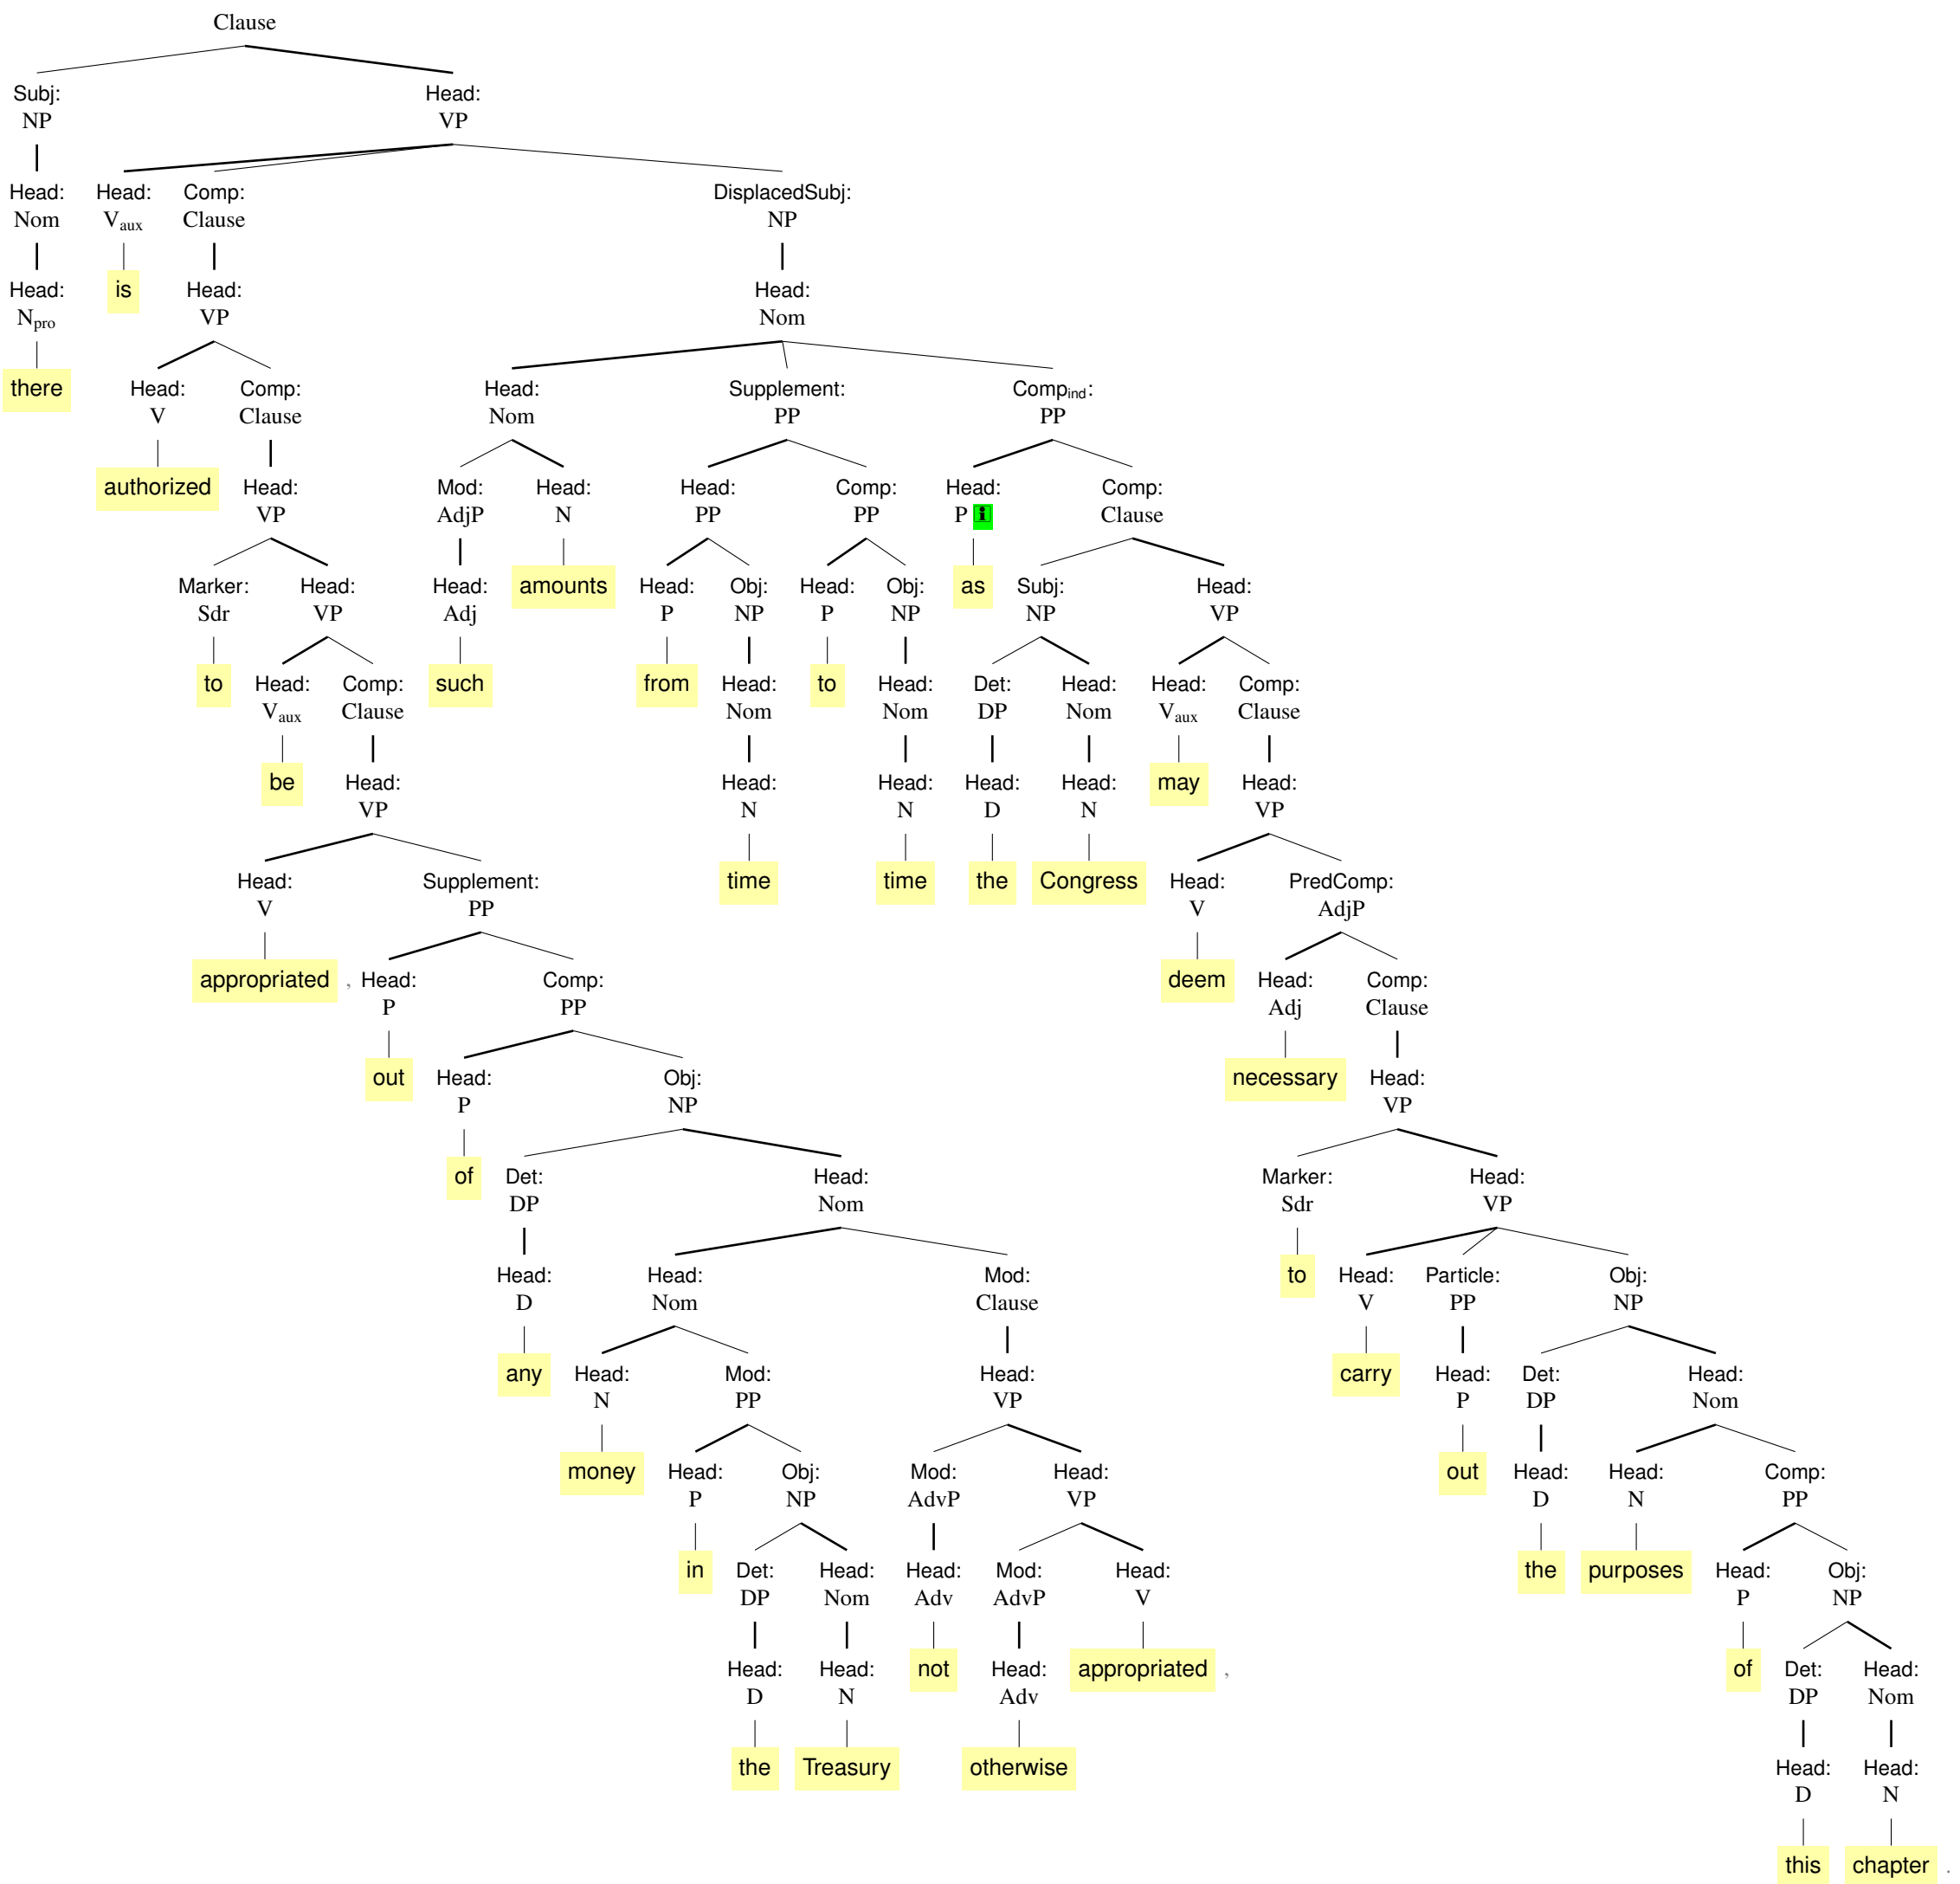 Clause
Subj: Head:
NP VP
Head: Head: Comp: DisplacedSubj:
Nom Vaux Clause NP
is
Head: Head: Head:
Npro VP Nom
there
Head: Comp: Head: Supplement: Compind:
V Clause Nom PP PP
authorized
Head: Mod: Head: Head: Comp: Head: Comp:
VP AdjP N PP PP P i Clause
amounts as
Marker: Head: Head: Head: Obj: Head: Obj: Subj: Head:
Sdr VP Adj P NP P NP NP VP
to such from to
Head: Comp: Head: Head: Det: Head: Head: Comp:
Vaux Clause Nom Nom DP Nom Vaux Clause
be may
Head: Head: Head: Head: Head: Head:
VP N N D N VP
time time the Congress
Head: Supplement: Head: PredComp:
V PP V AdjP
appropriated , deem
Head: Comp: Head: Comp:
P PP Adj Clause
out necessary
Head: Obj: Head:
P NP VP
of
Det: Head: Marker: Head:
DP Nom Sdr VP
to
Head: Head: Mod: Head: Particle: Obj:
D Nom Clause V PP NP
any carry
Head: Mod: Head: Head: Det: Head:
N PP VP P DP Nom
money out
Head: Obj: Mod: Head: Head: Head: Comp:
P NP AdvP VP D N PP
in the purposes
Det: Head: Head: Mod: Head: Head: Obj:
DP Nom Adv AdvP V P NP
not appropriated , of
Head: Head: Head: Det: Head:
D N Adv DP Nom
the Treasury otherwise
Head: Head:
D N
this chapter .